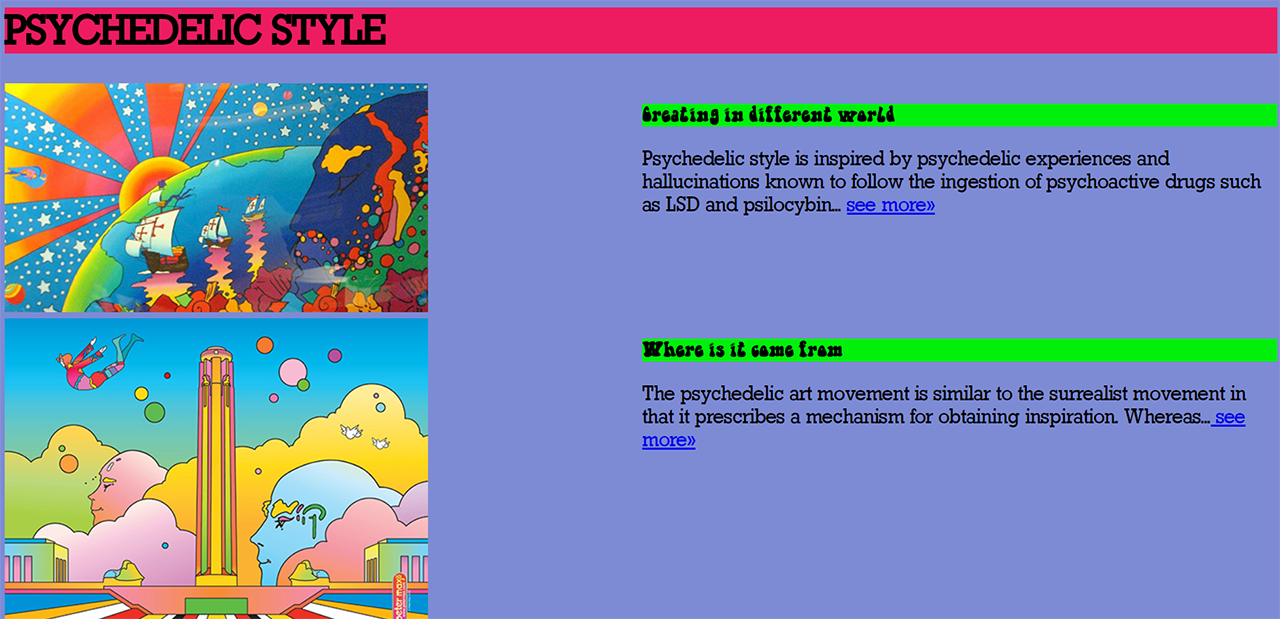 PSYCHEDELIC STYLE
Creating in different world
Psychedelic style is inspired by psychedelic experiences and
hallucinations known to follow the ingestion of psychoactive drugs such
as LSD and psilocybin... see more»
Where is it come from
The psychedelic art movement is similar to the surrealist movement in
that it prescribes a mechanism for obtaining inspiration. Whereas... see
more»
peter max